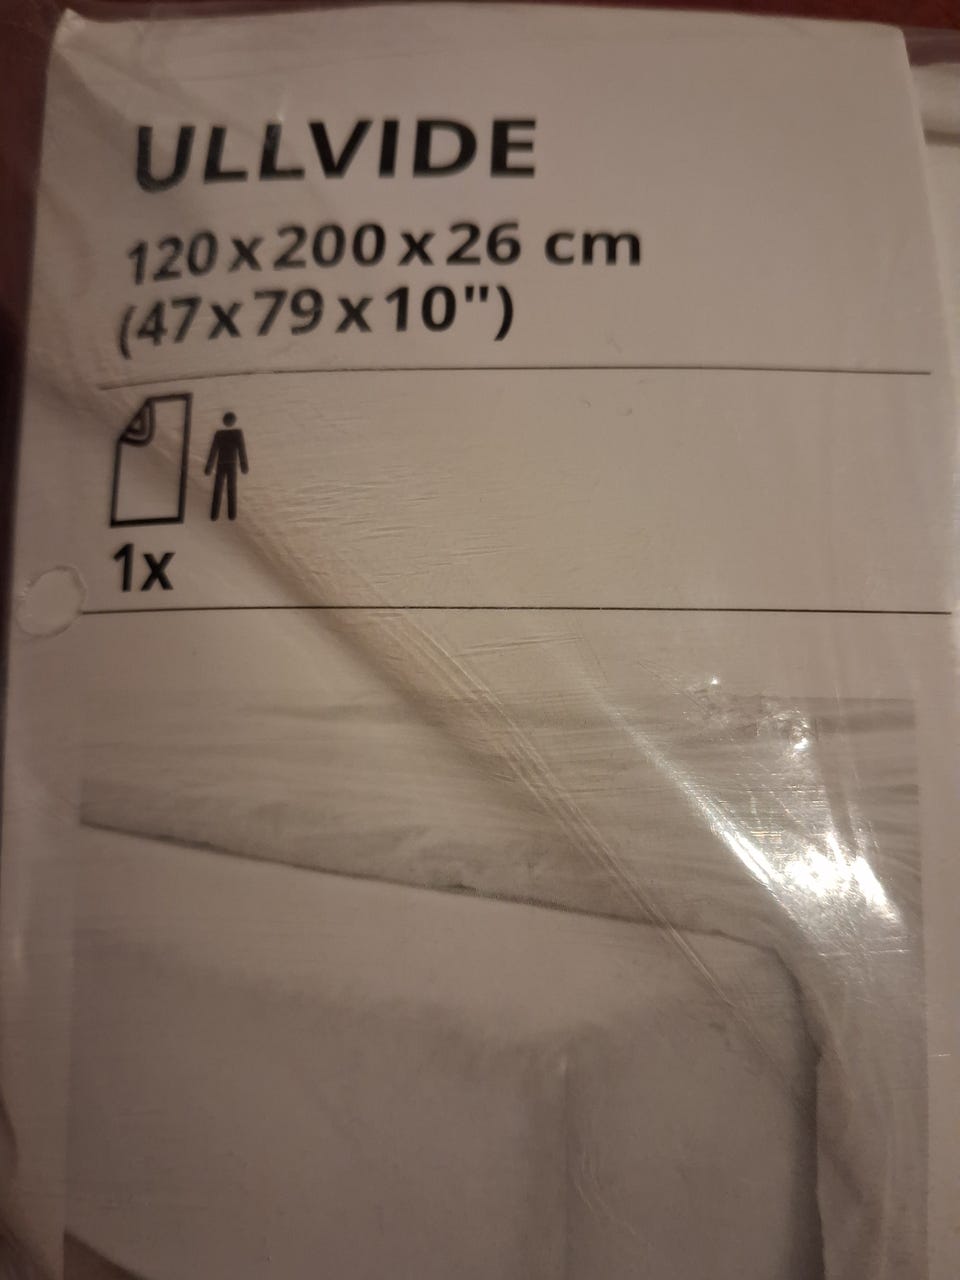 ULLVIDE
120 x 200 x 26 cm
(47 x 79 x 10")
1x